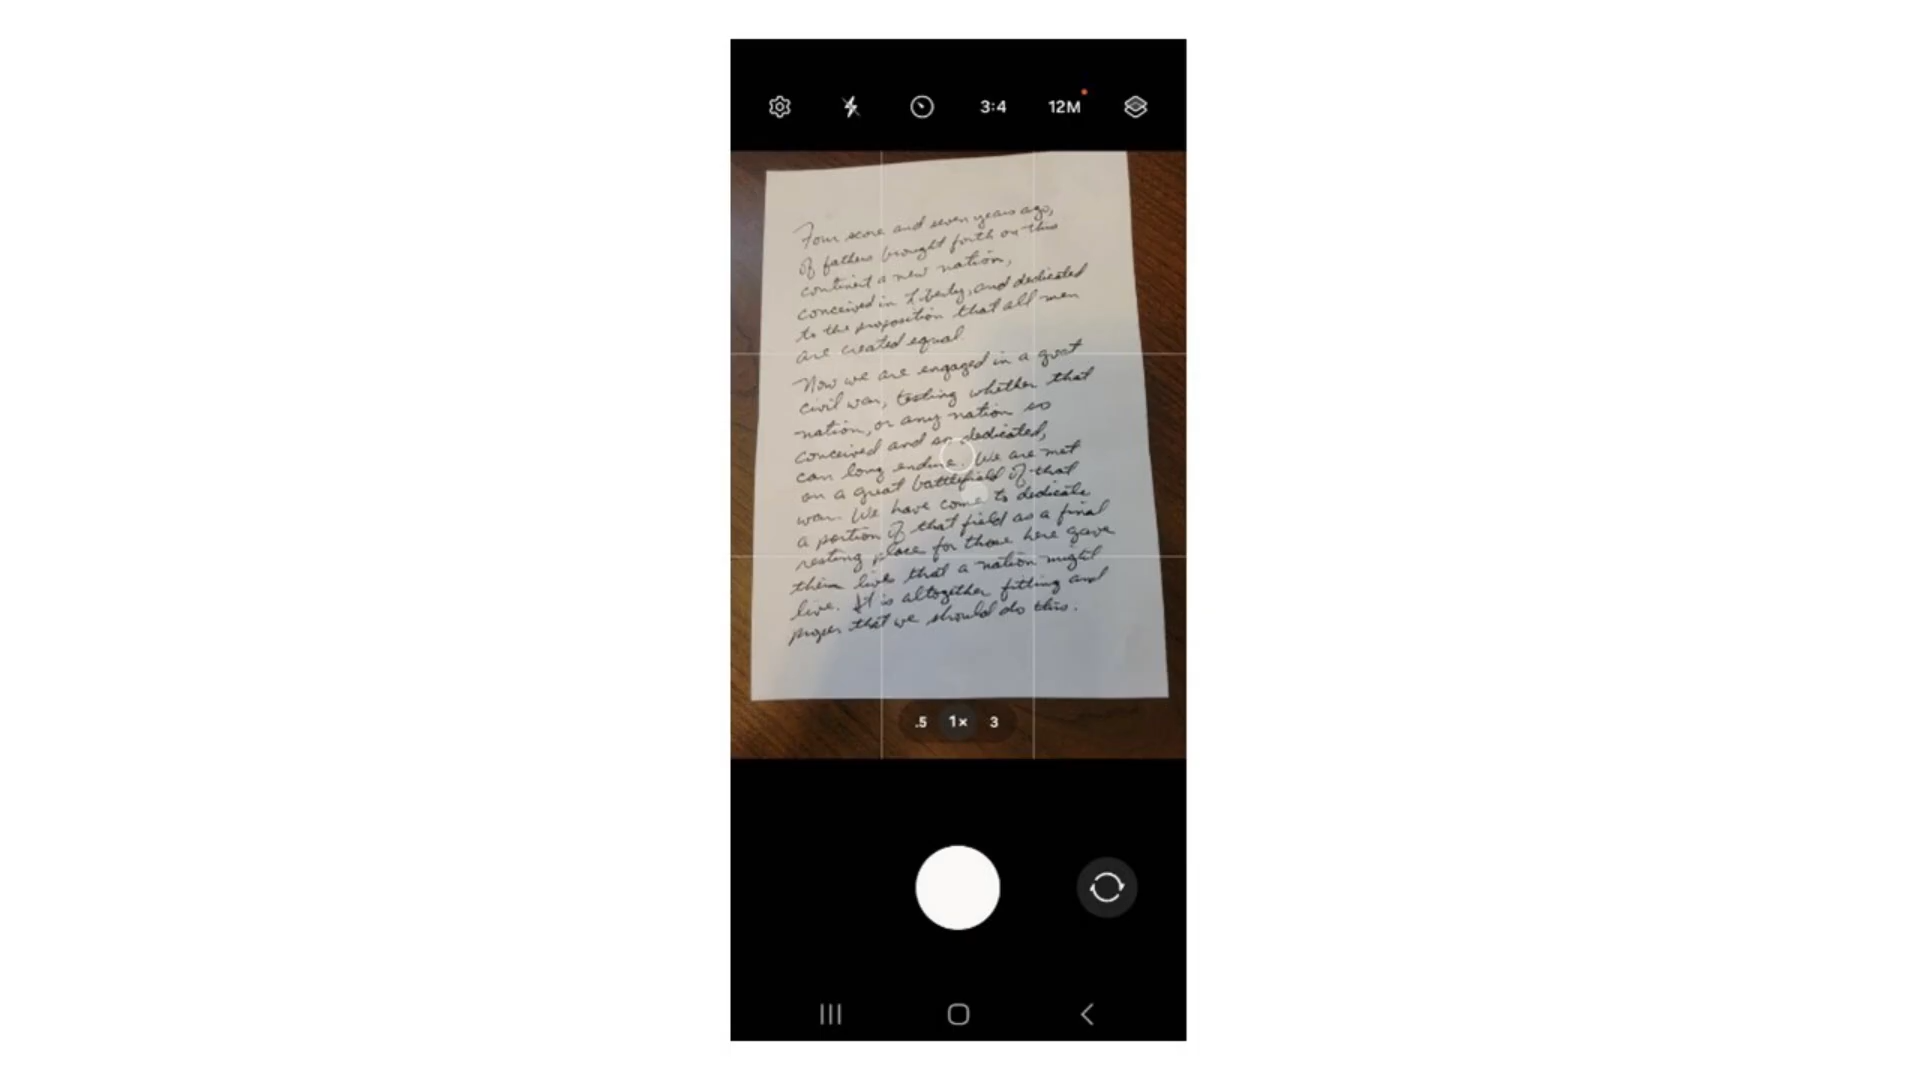 3:4
12M
Four score and seven years ago,
of fathers brought forth on this
continent a new nation,
conceived in Liberty, and dedicated
to the proposition that all men
are created equal
Now we are engaged in a great
civil war, testing whether that
nation, or any nation so
conceived and so dedicated,
can long endure. We are met
on a great battlefield of that
war. We have come to dedicate
a portion of that field as a final
resting place for those here gave
their lives that a nation might
live. It is altogether fitting and
proper that we should do this.
.5 1× 3